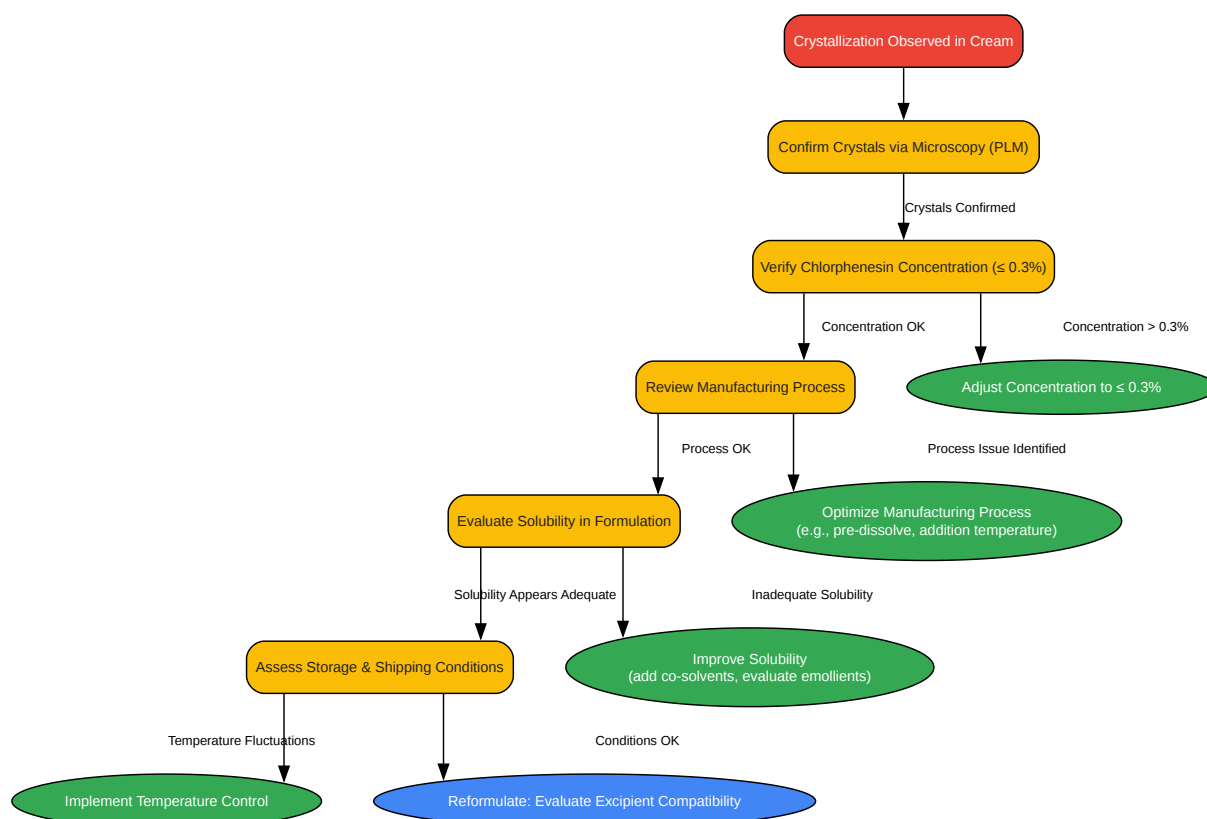 Crystallization Observed in Cream
Confirm Crystals via Microscopy (PLM)
Crystals Confirmed
Verify Chlorphenesin Concentration (≤ 0.3%)
Concentration OK
Concentration > 0.3%
Review Manufacturing Process
Adjust Concentration to ≤ 0.3%
Process OK
Process Issue Identified
Evaluate Solubility in Formulation
Optimize Manufacturing Process
(e.g., pre-dissolve, addition temperature)
Solubility Appears Adequate
Inadequate Solubility
Assess Storage & Shipping Conditions
Improve Solubility
(add co-solvents, evaluate emollients)
Temperature Fluctuations
Conditions OK
Implement Temperature Control
Reformulate: Evaluate Excipient Compatibility